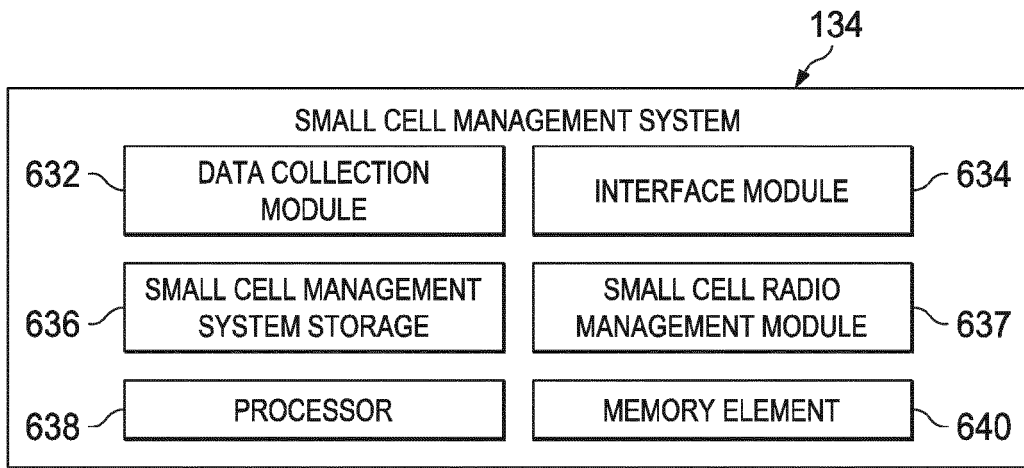 134
SMALL CELL MANAGEMENT SYSTEM
632
DATA COLLECTION
MODULE
INTERFACE MODULE
634
636
SMALL CELL MANAGEMENT
SYSTEM STORAGE
SMALL CELL RADIO
MANAGEMENT MODULE
637
638
PROCESSOR
MEMORY ELEMENT
640